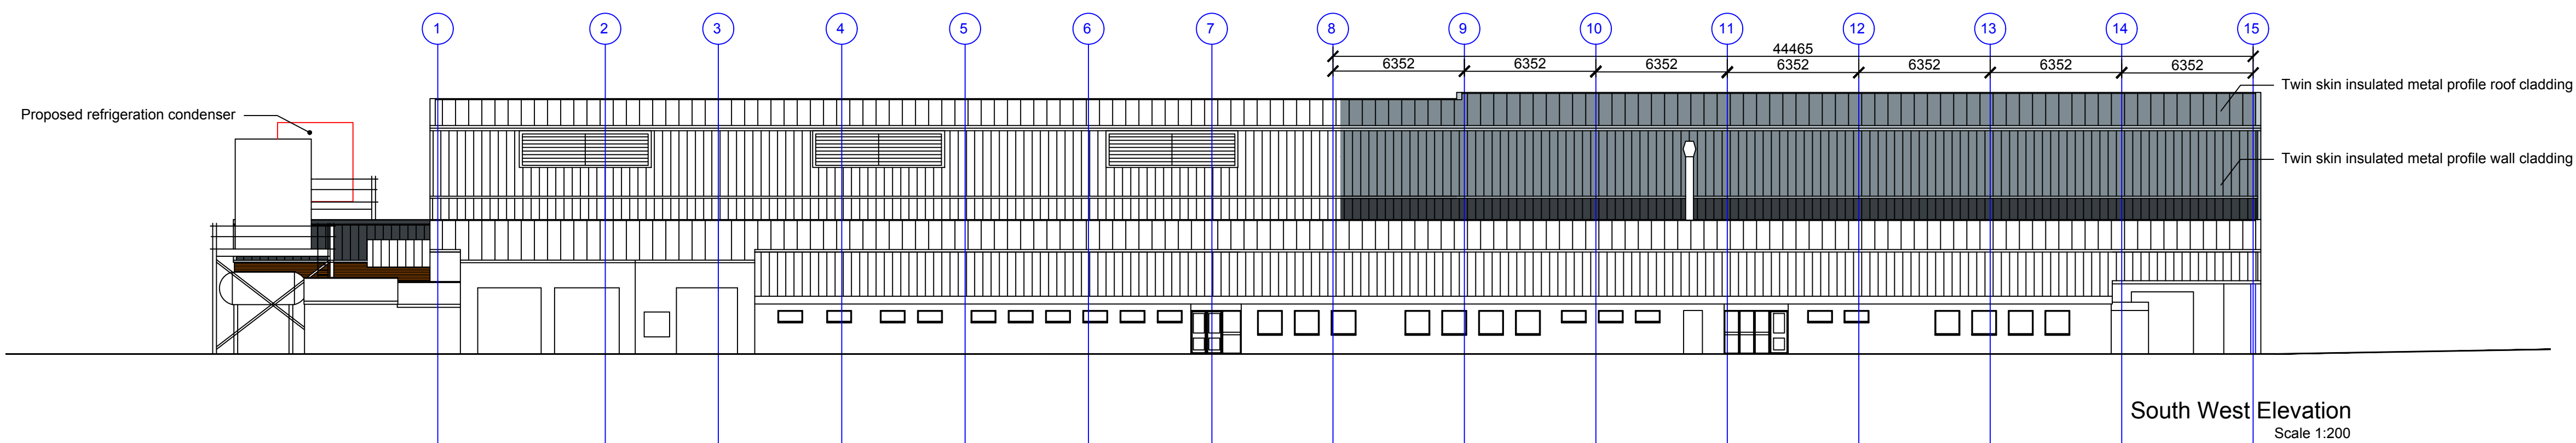 1 2 3 4 5 6 7 8 9 10 11 12 13 14 15
44465
6352 6352 6352 6352 6352 6352 6352
Twin skin insulated metal profile roof cladding
Proposed refrigeration condenser
Twin skin insulated metal profile wall cladding
South West Elevation
Scale 1:200